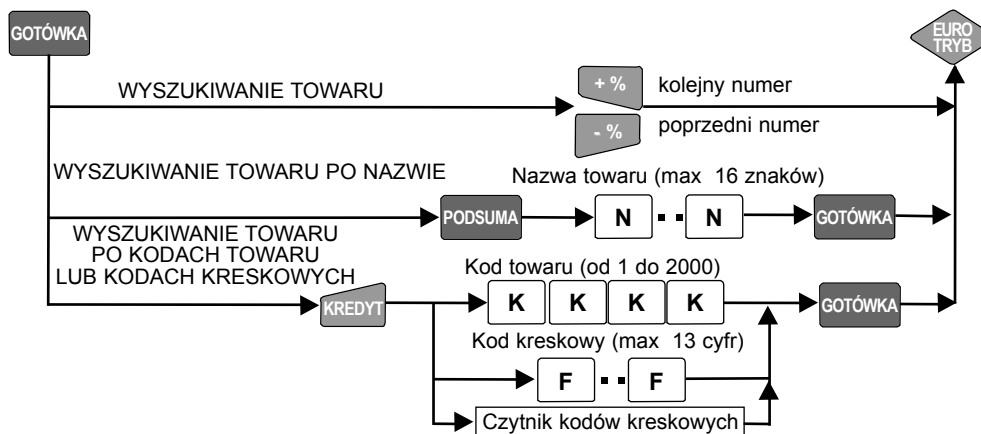 GOTÓWKA
EURO
TRYB
WYSZUKIWANIE TOWARU
+ %
kolejny numer
- %
poprzedni numer
WYSZUKIWANIE TOWARU PO NAZWIE
Nazwa towaru (max 16 znaków)
PODSUMA
N
N
GOTÓWKA
WYSZUKIWANIE TOWARU
PO KODACH TOWARU
LUB KODACH KRESKOWYCH
Kod towaru (od 1 do 2000)
KREDYT
K K K K
GOTÓWKA
Kod kreskowy (max 13 cyfr)
F
F
Czytnik kodów kreskowych